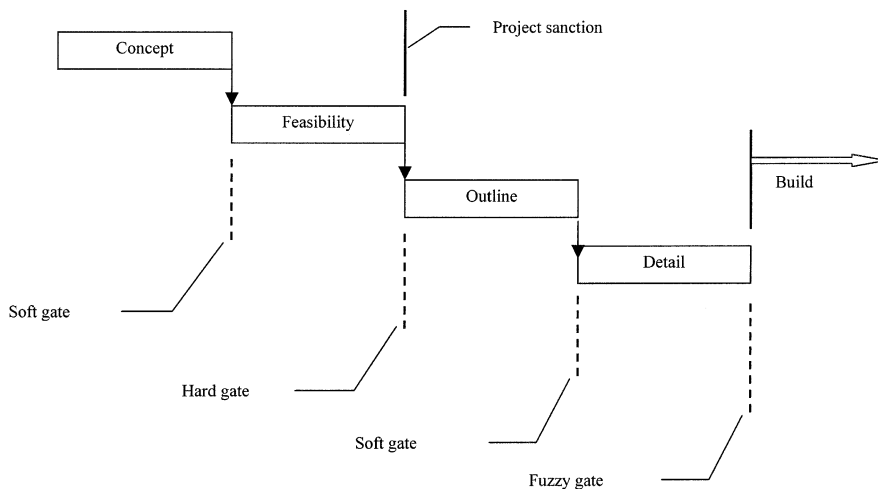 Project sanction
Concept
Feasibility
Build
Outline
Detail
Soft gate
Hard gate
Soft gate
Fuzzy gate